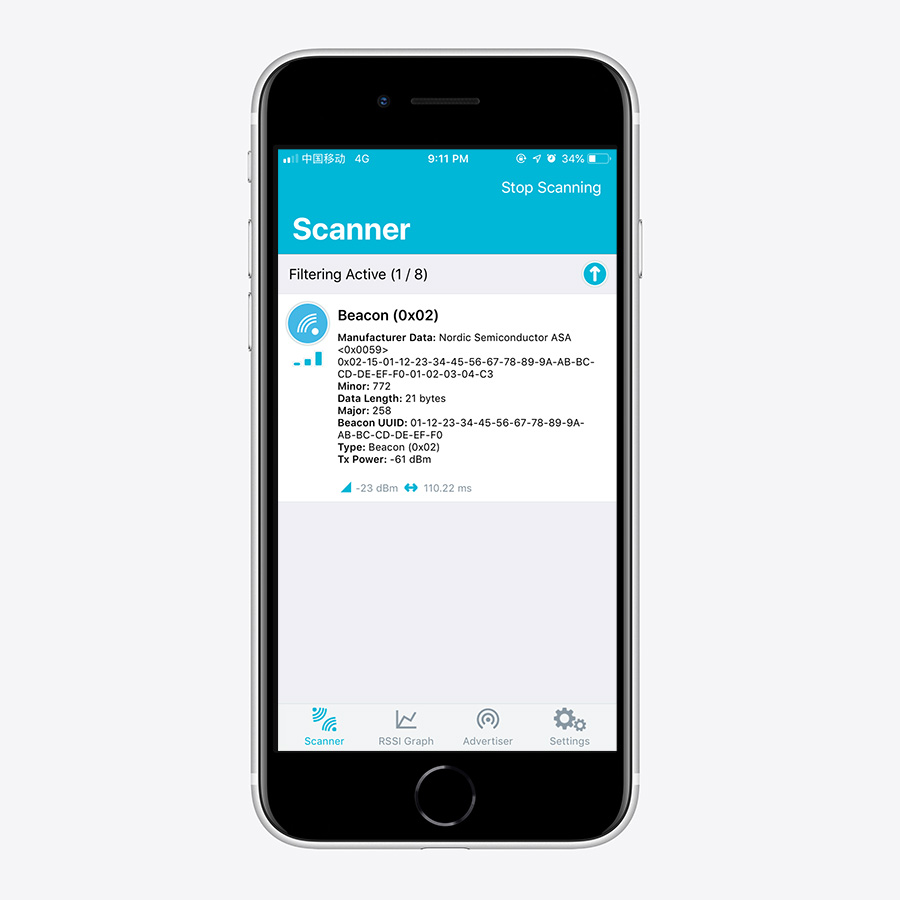 中国移动 4G 9:11 PM 34%
Stop Scanning
Scanner
Filtering Active (1 / 8)
Beacon (0x02)
Manufacturer Data: Nordic Semiconductor ASA
<0x0059>
0x02-15-01-12-23-34-45-56-67-78-89-9A-AB-BC-
CD-DE-EF-F0-01-02-03-04-C3
Minor: 772
Data Length: 21 bytes
Major: 258
Beacon UUID: 01-12-23-34-45-56-67-78-89-9A-
AB-BC-CD-DE-EF-F0
Type: Beacon (0x02)
Tx Power: -61 dBm
-23 dBm 110.22 ms
Scanner RSSI Graph Advertiser Settings